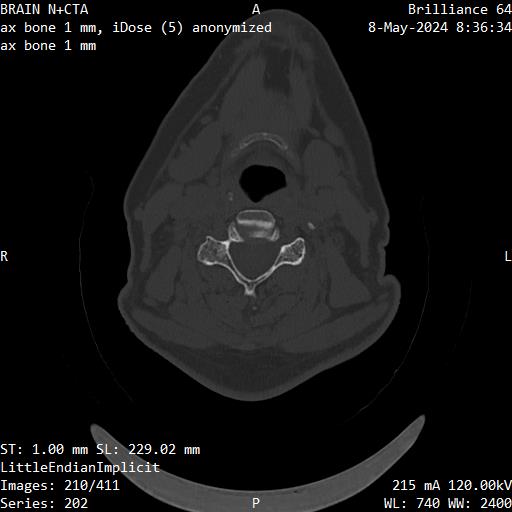 BRAIN N+CTA
A
Brilliance 64
ax bone 1 mm, iDose (5) anonymized
8-May-2024 8:36:34
ax bone 1 mm
R
L
ST: 1.00 mm SL: 229.02 mm
LittleEndianImplicit
Images: 210/411
215 mA 120.00kV
Series: 202
P
WL: 740 WW: 2400